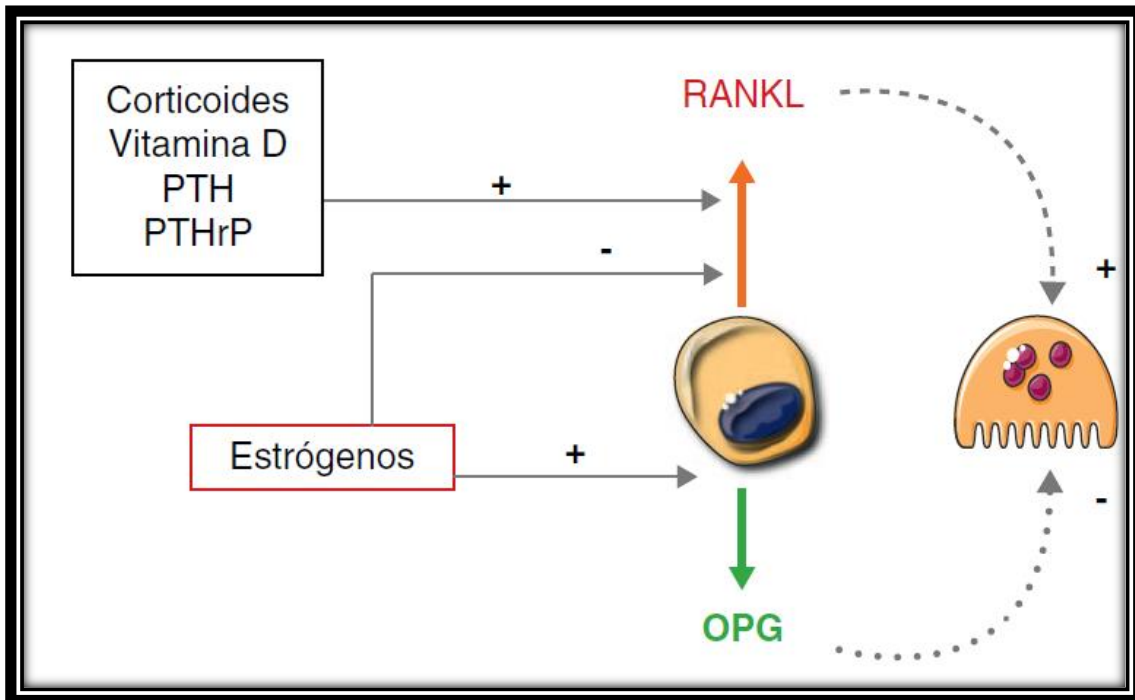 Corticoides
Vitamina D
PTH
PTHrP
RANKL
+
-
+
Estrógenos
+
-
OPG